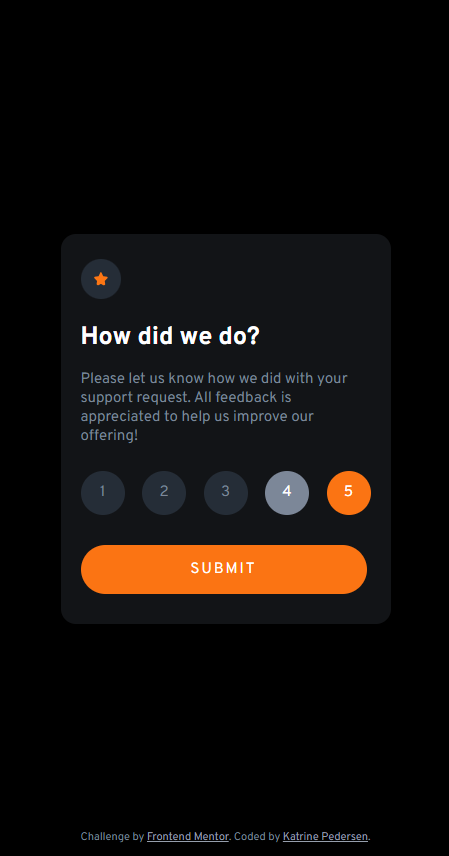 How did we do?
Please let us know how we did with your
support request. All feedback is
appreciated to help us improve our
offering!
1 2 3 4 5
SUBMIT
Challenge by Frontend Mentor. Coded by Katrine Pedersen.